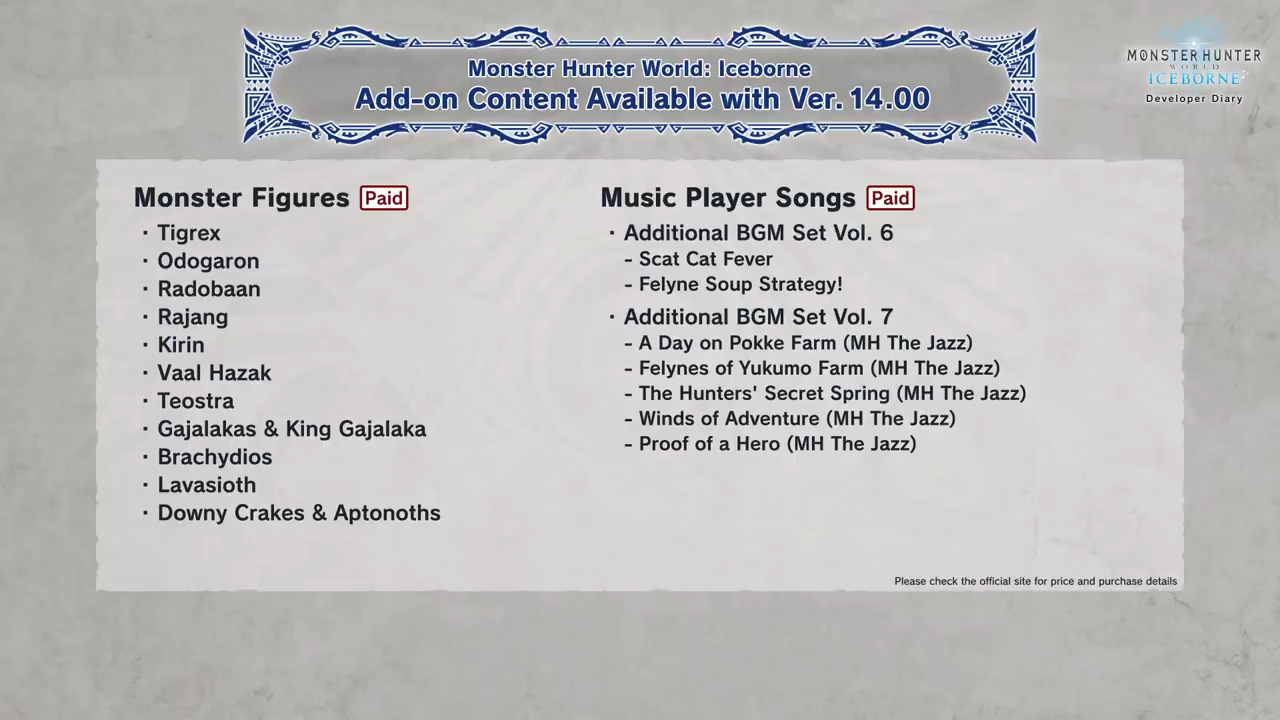 Monster Hunter World: Iceborne
Add-on Content Available with Ver. 14.00
MONSTER HUNTER
WORLD
ICEBORNE
Developer Diary
Monster Figures Paid
· Tigrex
· Odogaron
· Radobaan
· Rajang
· Kirin
· Vaal Hazak
· Teostra
· Gajalakas & King Gajalaka
· Brachydios
· Lavasioth
· Downy Crakes & Aptonoths
Music Player Songs Paid
· Additional BGM Set Vol. 6
- Scat Cat Fever
- Felyne Soup Strategy!
· Additional BGM Set Vol. 7
- A Day on Pokke Farm (MH The Jazz)
- Felynes of Yukumo Farm (MH The Jazz)
- The Hunters' Secret Spring (MH The Jazz)
- Winds of Adventure (MH The Jazz)
- Proof of a Hero (MH The Jazz)
Please check the official site for price and purchase details